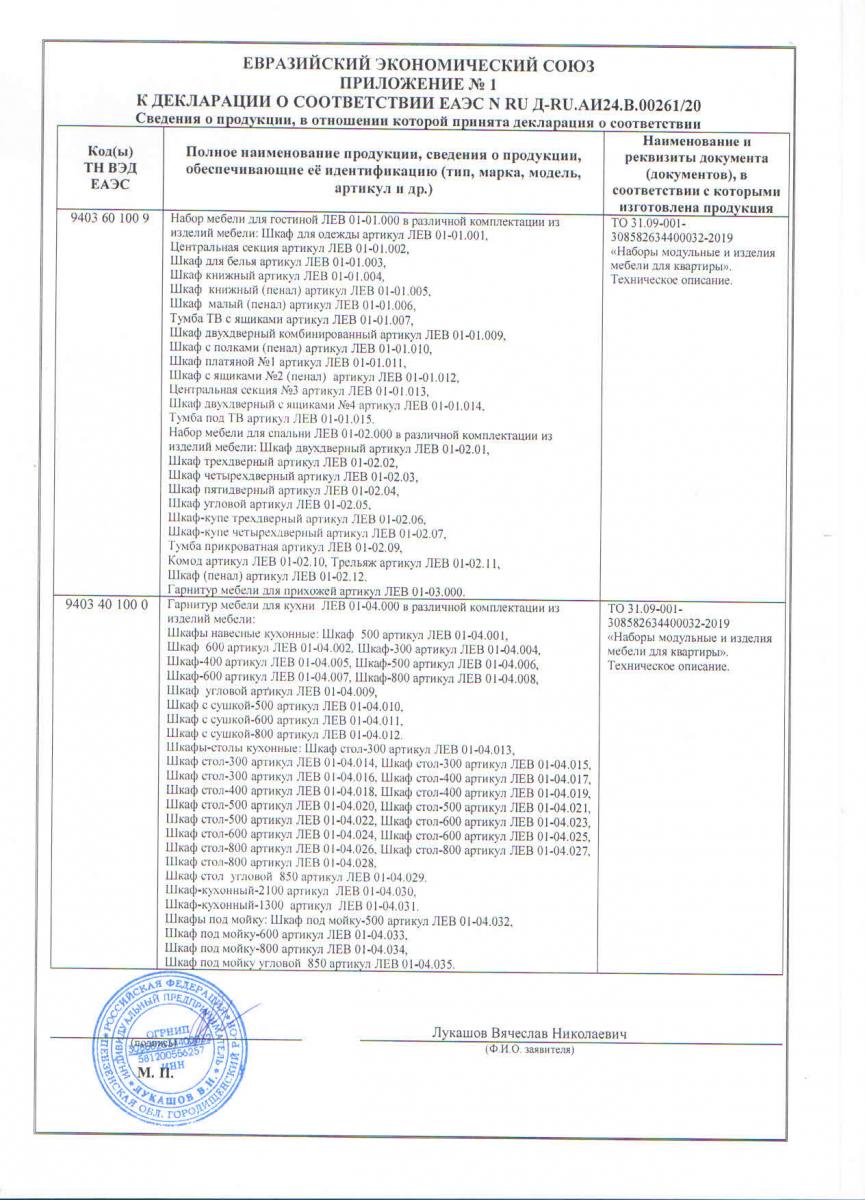 ЕВРАЗИЙСКИЙ ЭКОНОМИЧЕСКИЙ СОЮЗ
ПРИЛОЖЕНИЕ № 1
К ДЕКЛАРАЦИИ О СООТВЕТСТВИИ ЕАЭС N RU Д-RU.АИ24.В.00261/20
Сведения о продукции, в отношении которой принята декларация о соответствии
Код(ы)
ТН ВЭД
ЕАЭС
Полное наименование продукции, сведения о продукции,
обеспечивающие её идентификацию (тип, марка, модель,
артикул и др.)
Наименование и
реквизиты документа
(документов), в
соответствии с которыми
изготовлена продукция
9403 60 100 9
Набор мебели для гостиной ЛЕВ 01-01.000 в различной комплектации из
изделий мебели: Шкаф для одежды артикул ЛЕВ 01-01.001,
Центральная секция артикул ЛЕВ 01-01.002,
Шкаф для белья артикул ЛЕВ 01-01.003,
Шкаф книжный артикул ЛЕВ 01-01.004,
Шкаф книжный (пенал) артикул ЛЕВ 01-01.005,
Шкаф малый (пенал) артикул ЛЕВ 01-01.006,
Тумба ТВ с ящиками артикул ЛЕВ 01-01.007,
Шкаф двухдверный комбинированный артикул ЛЕВ 01-01.009,
Шкаф с полками (пенал) артикул ЛЕВ 01-01.010,
Шкаф платяной №1 артикул ЛЕВ 01-01.011,
Шкаф с ящиками №2 (пенал) артикул ЛЕВ 01-01.012,
Центральная секция №3 артикул ЛЕВ 01-01.013,
Шкаф двухдверный с ящиками №4 артикул ЛЕВ 01-01.014.
Тумба под ТВ артикул ЛЕВ 01-01.015.
Набор мебели для спальни ЛЕВ 01-02.000 в различной комплектации из
изделий мебели: Шкаф двухдверный артикул ЛЕВ 01-02.01,
Шкаф трехдверный артикул ЛЕВ 01-02.02,
Шкаф четырехдверный артикул ЛЕВ 01-02.03,
Шкаф пятидверный артикул ЛЕВ 01-02.04,
Шкаф угловой артикул ЛЕВ 01-02.05,
Шкаф-купе трехдверный артикул ЛЕВ 01-02.06,
Шкаф-купе четырехдверный артикул ЛЕВ 01-02.07,
Тумба прикроватная артикул ЛЕВ 01-02.09,
Комод артикул ЛЕВ 01-02.10, Трельяж артикул ЛЕВ 01-02.11,
Шкаф (пенал) артикул ЛЕВ 01-02.12.
Гарнитур мебели для прихожей артикул ЛЕВ 01-03.000.
ТО 31.09-001-
308582634400032-2019
«Наборы модульные и изделия
мебели для квартиры».
Техническое описание.
9403 40 100 0
Гарнитур мебели для кухни ЛЕВ 01-04.000 в различной комплектации из
изделий мебели:
Шкафы навесные кухонные: Шкаф 500 артикул ЛЕВ 01-04.001,
Шкаф 600 артикул ЛЕВ 01-04.002, Шкаф-300 артикул ЛЕВ 01-04.004,
Шкаф-400 артикул ЛЕВ 01-04.005, Шкаф-500 артикул ЛЕВ 01-04.006,
Шкаф-600 артикул ЛЕВ 01-04.007, Шкаф-800 артикул ЛЕВ 01-04.008,
Шкаф угловой артикул ЛЕВ 01-04.009,
Шкаф с сушкой-500 артикул ЛЕВ 01-04.010,
Шкаф с сушкой-600 артикул ЛЕВ 01-04.011,
Шкаф с сушкой-800 артикул ЛЕВ 01-04.012.
Шкафы-столы кухонные: Шкаф стол-300 артикул ЛЕВ 01-04.013,
Шкаф стол-300 артикул ЛЕВ 01-04.014, Шкаф стол-300 артикул ЛЕВ 01-04.015,
Шкаф стол-300 артикул ЛЕВ 01-04.016, Шкаф стол-400 артикул ЛЕВ 01-04.017,
Шкаф стол-400 артикул ЛЕВ 01-04.018, Шкаф стол-400 артикул ЛЕВ 01-04.019,
Шкаф стол-500 артикул ЛЕВ 01-04.020, Шкаф стол-500 артикул ЛЕВ 01-04.021,
Шкаф стол-500 артикул ЛЕВ 01-04.022, Шкаф стол-600 артикул ЛЕВ 01-04.023,
Шкаф стол-600 артикул ЛЕВ 01-04.024, Шкаф стол-600 артикул ЛЕВ 01-04.025,
Шкаф стол-800 артикул ЛЕВ 01-04.026, Шкаф стол-800 артикул ЛЕВ 01-04.027,
Шкаф стол-800 артикул ЛЕВ 01-04.028,
Шкаф стол угловой 850 артикул ЛЕВ 01-04.029.
Шкаф-кухонный-2100 артикул ЛЕВ 01-04.030,
Шкаф-кухонный-1300 артикул ЛЕВ 01-04.031.
Шкафы под мойку: Шкаф под мойку-500 артикул ЛЕВ 01-04.032,
Шкаф под мойку-600 артикул ЛЕВ 01-04.033,
Шкаф под мойку-800 артикул ЛЕВ 01-04.034,
Шкаф под мойку угловой 850 артикул ЛЕВ 01-04.035.
ТО 31.09-001-
308582634400032-2019
«Наборы модульные и изделия
мебели для квартиры».
Техническое описание.
РОССИЙСКАЯ ФЕДЕРАЦИЯ
ПЕНЗЕНСКАЯ ОБЛ. ГОРОДИЩЕНСКИЙ Р-ОН
ИНДИВИДУАЛЬНЫЙ ПРЕДПРИНИМАТЕЛЬ
ЛУКАШОВ В.Н.
ОГРНИП
581200566257
ИНН
(подпись)
М. П.
Лукашов Вячеслав Николаевич
(Ф.И.О. заявителя)